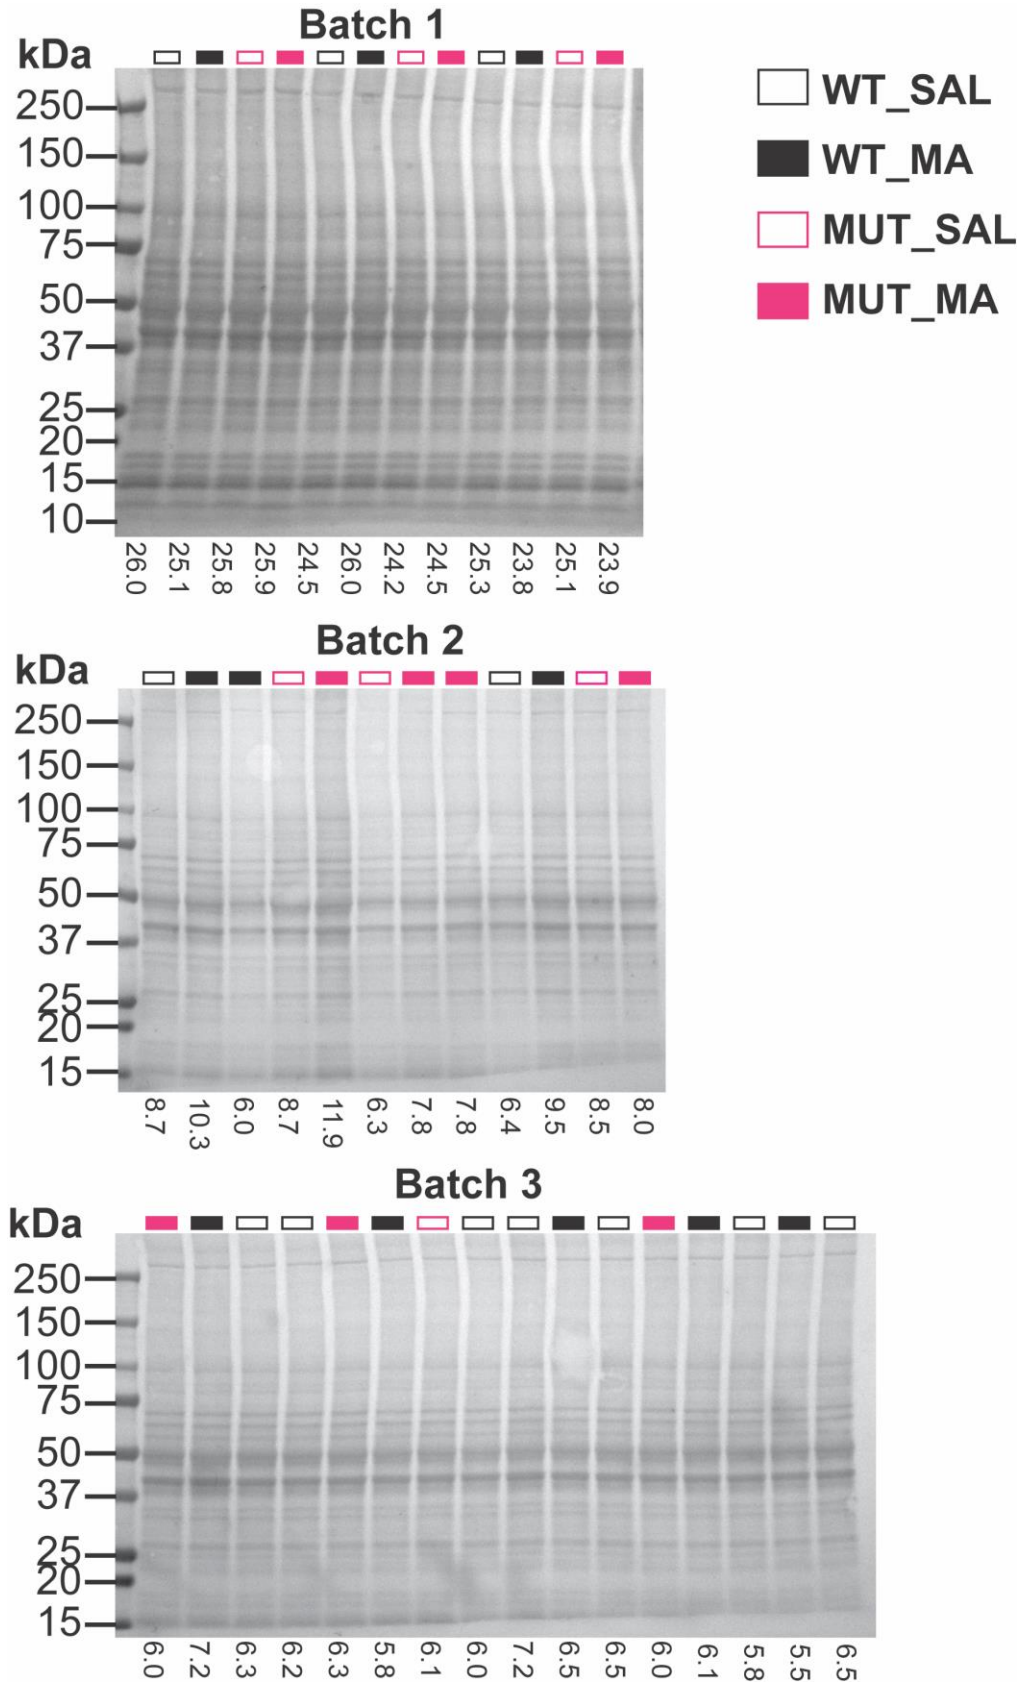 Batch 1
kDa
250
150
100
75
50
37
25
20
15
10
26.0 25.1 25.8 25.9 24.5 26.0 24.2 24.5 25.3 23.8 25.1 23.9
WT_SAL
WT_MA
MUT_SAL
MUT_MA
Batch 2
kDa
250
150
100
75
50
37
25
20
15
8.7 10.3 6.0 8.7 11.9 6.3 7.8 7.8 6.4 9.5 8.5 8.0
Batch 3
kDa
250
150
100
75
50
37
25
20
15
6.0 7.2 6.3 6.2 6.3 5.8 6.1 6.0 7.2 6.5 6.5 6.0 6.1 5.8 5.5 6.5